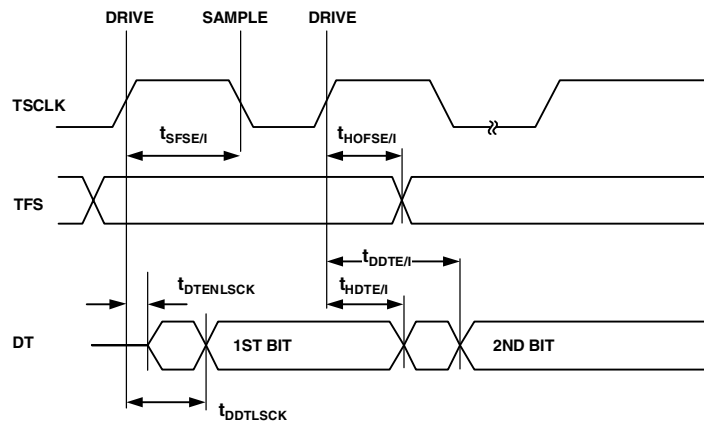 DRIVE SAMPLE DRIVE
TSCLK
tSFSE/I tHOFSE/I
TFS
tDDTE/I
tDTENLSCK tHDTE/I
DT 1ST BIT 2ND BIT
tDDTLSCK